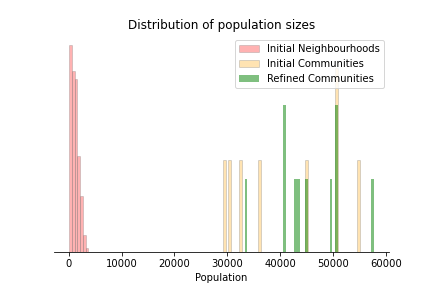 Distribution of population sizes
Initial Neighbourhoods
Initial Communities
Refined Communities
0 10000 20000 30000 40000 50000 60000
Population